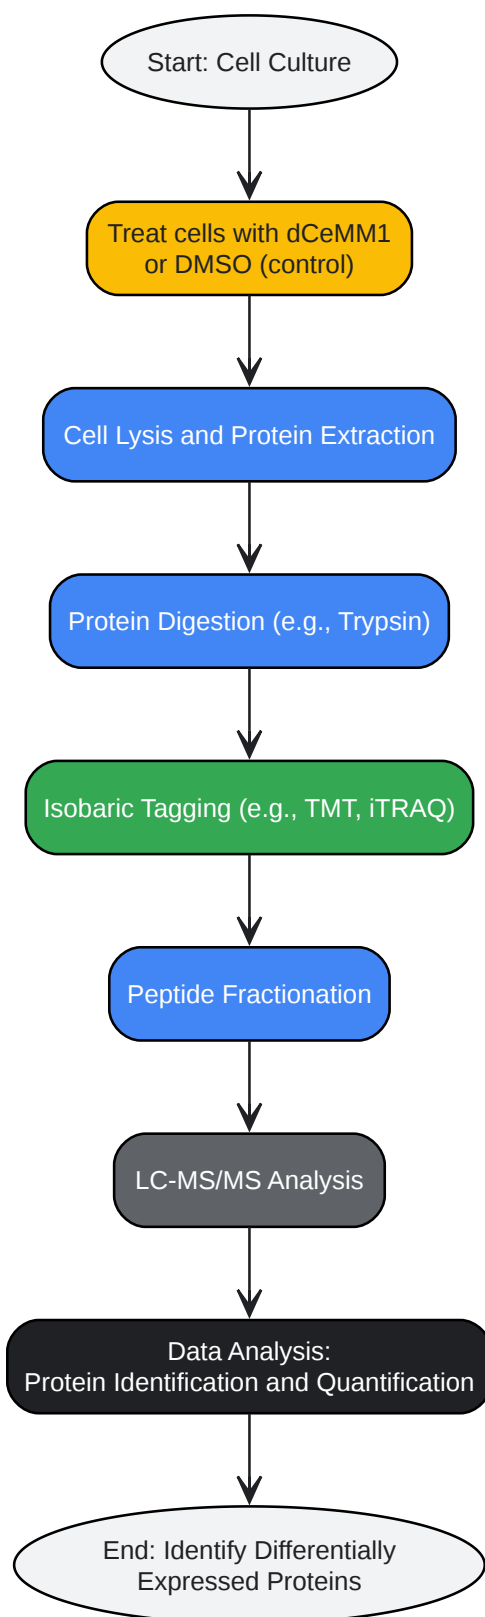 Start: Cell Culture
Treat cells with dCeMM1
or DMSO (control)
Cell Lysis and Protein Extraction
Protein Digestion (e.g., Trypsin)
Isobaric Tagging (e.g., TMT, iTRAQ)
Peptide Fractionation
LC-MS/MS Analysis
Data Analysis:
Protein Identification and Quantification
End: Identify Differentially
Expressed Proteins